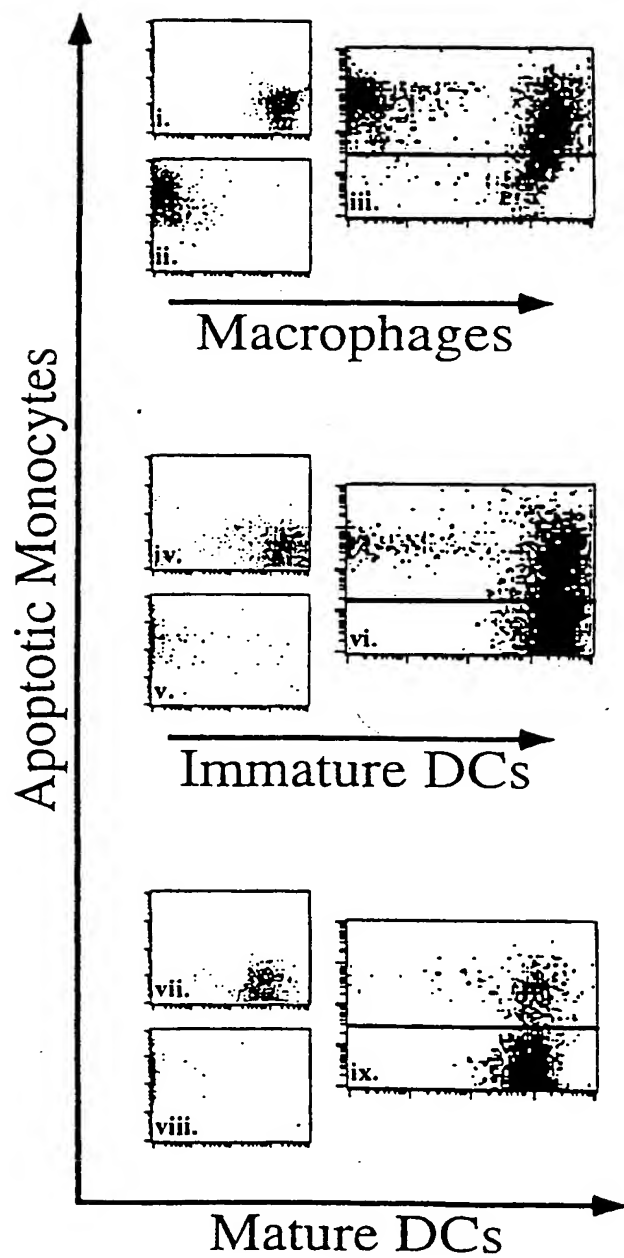 Apoptotic Monocytes
i.
ii.
iii.
Macrophages
iv.
v.
vi.
Immature DCs
vii.
viii.
ix.
Mature DCs